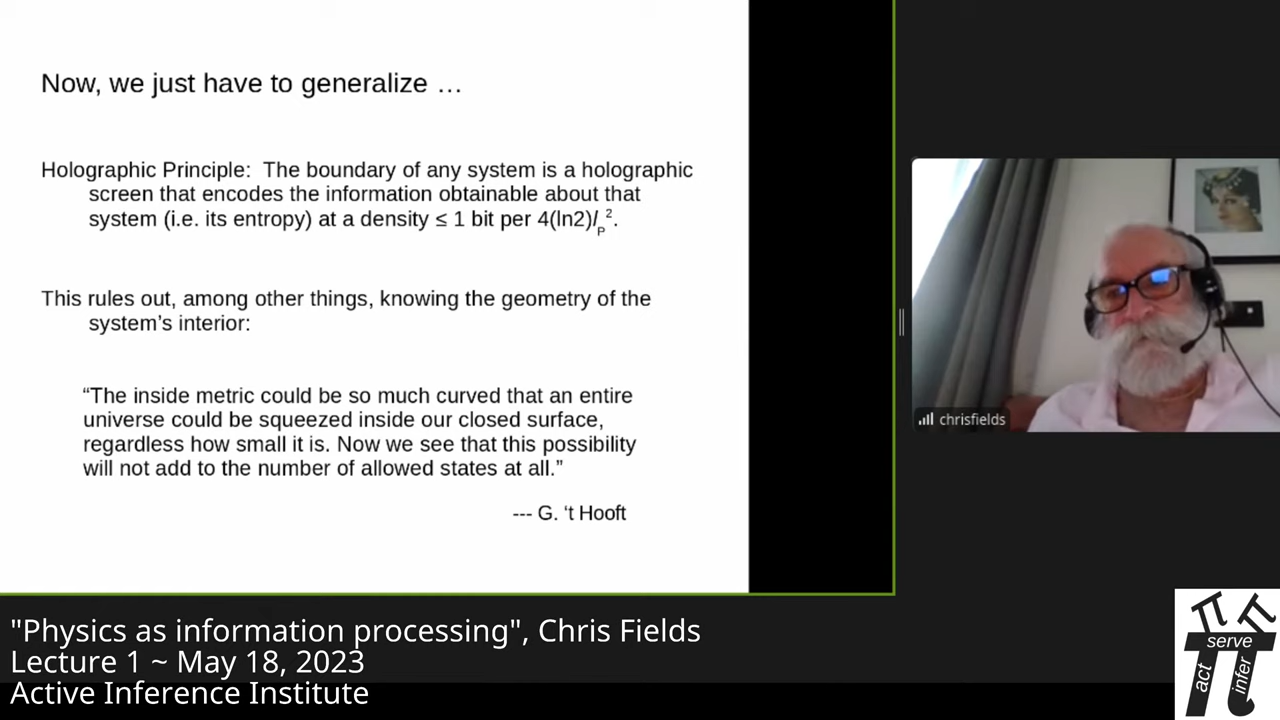 Now, we just have to generalize …
Holographic Principle:  The boundary of any system is a holographic
screen that encodes the information obtainable about that
system (i.e. its entropy) at a density ≤ 1 bit per 4(ln2)lₚ².
This rules out, among other things, knowing the geometry of the
system’s interior:
“The inside metric could be so much curved that an entire
universe could be squeezed inside our closed surface,
regardless how small it is. Now we see that this possibility
will not add to the number of allowed states at all.”
--- G. ‘t Hooft
chrisfields
"Physics as information processing", Chris Fields
Lecture 1 ~ May 18, 2023
Active Inference Institute
serve
act
infer